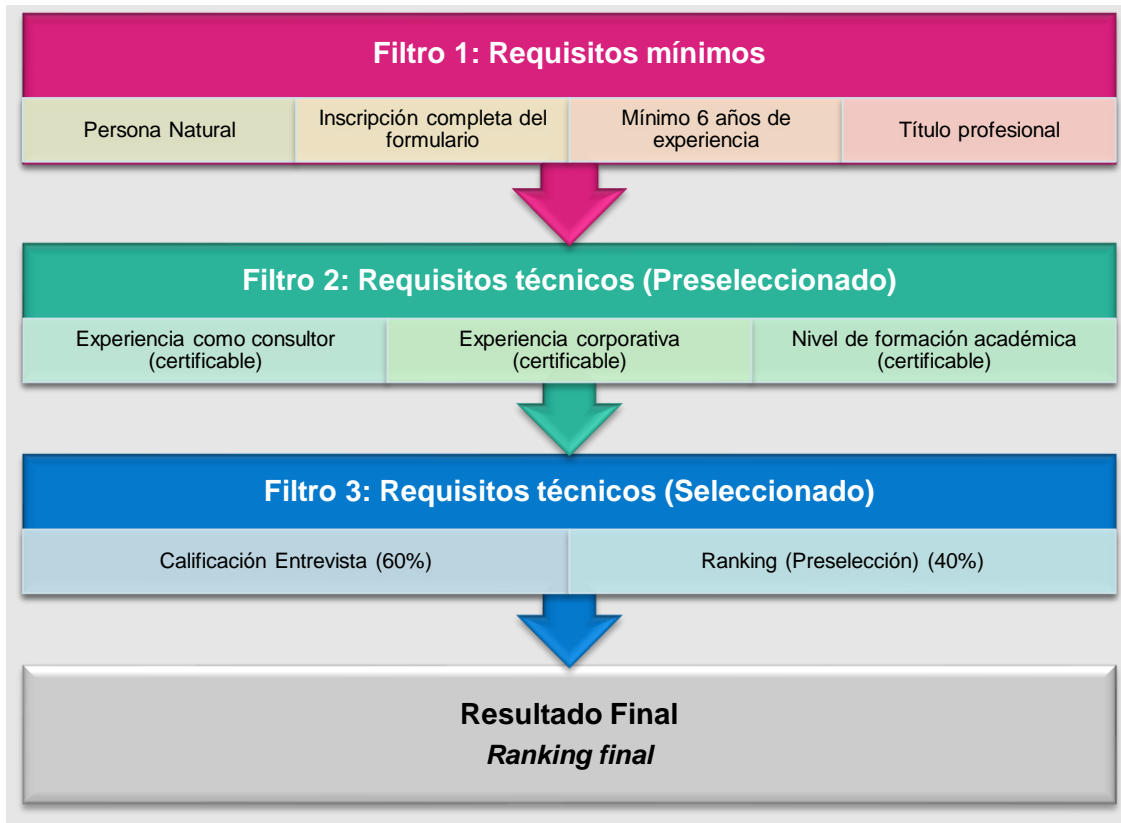 Filtro 1: Requisitos mínimos
Persona Natural
Inscripción completa del
formulario
Mínimo 6 años de
experiencia
Título profesional
Filtro 2: Requisitos técnicos (Preseleccionado)
Experiencia como consultor
(certificable)
Experiencia corporativa
(certificable)
Nivel de formación académica
(certificable)
Filtro 3: Requisitos técnicos (Seleccionado)
Calificación Entrevista (60%)
Ranking (Preselección) (40%)
Resultado Final
Ranking final